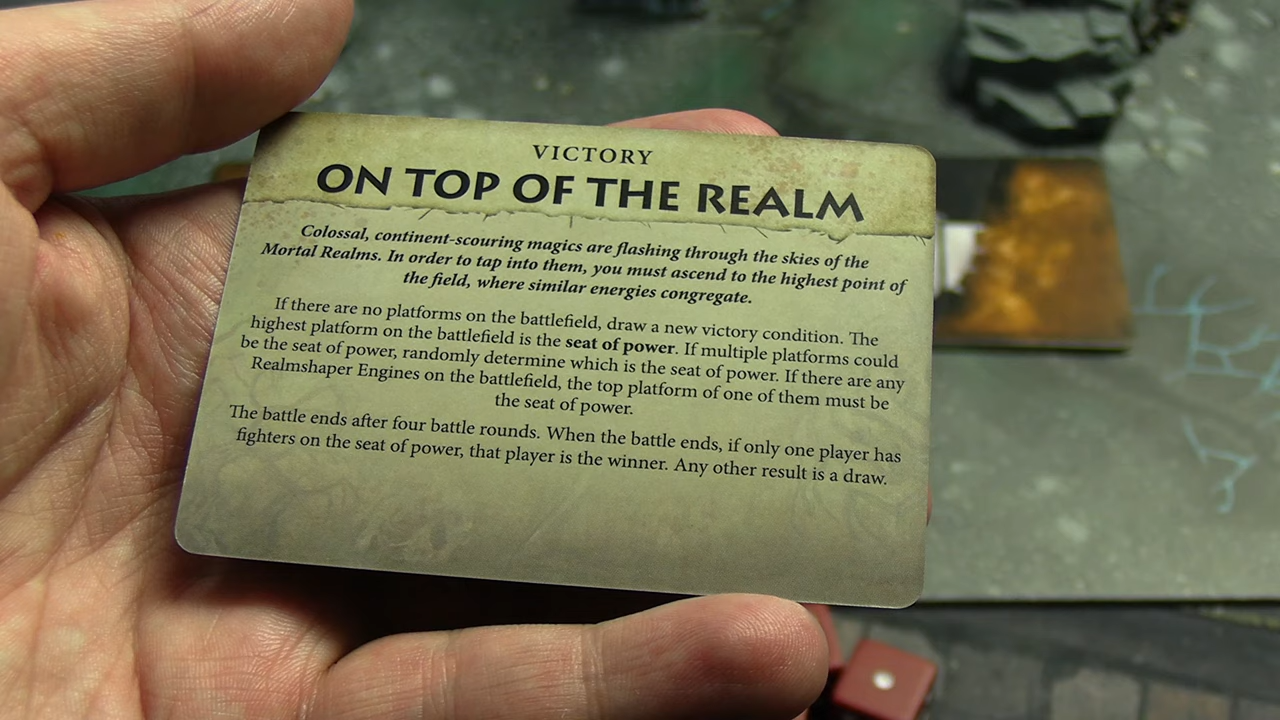 VICTORY
ON TOP OF THE REALM
Colossal, continent-scouring magics are flashing through the skies of the
Mortal Realms. In order to tap into them, you must ascend to the highest point of
the field, where similar energies congregate.
If there are no platforms on the battlefield, draw a new victory condition. The
highest platform on the battlefield is the seat of power. If multiple platforms could
be the seat of power, randomly determine which is the seat of power. If there are any
Realmshaper Engines on the battlefield, the top platform of one of them must be
the seat of power.
The battle ends after four battle rounds. When the battle ends, if only one player has
fighters on the seat of power, that player is the winner. Any other result is a draw.